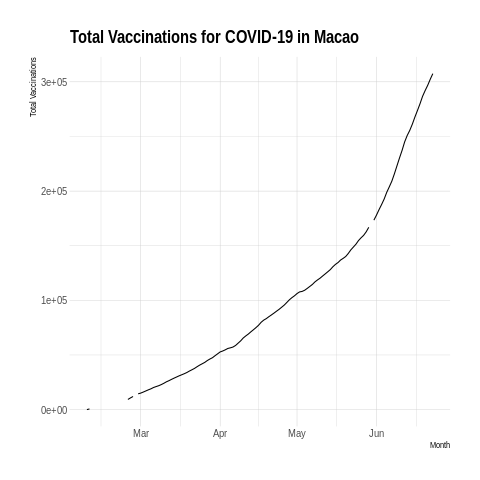 Total Vaccinations for COVID-19 in Macao
Total Vaccinations
3e+05
2e+05
1e+05
0e+00
Mar Apr May Jun
Month